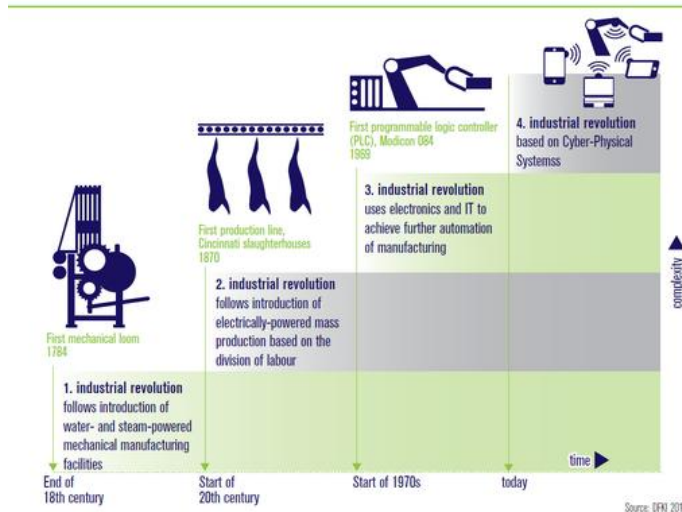 First mechanical loom
1784
1. industrial revolution
follows introduction of
water- and steam-powered
mechanical manufacturing
facilities
End of
18th century
First production line,
Cincinnati slaughterhouses
1870
2. industrial revolution
follows introduction of
electrically-powered mass
production based on the
division of labour
Start of
20th century
First programmable logic controller
(PLC), Modicon 084
1969
3. industrial revolution
uses electronics and IT to
achieve further automation
of manufacturing
Start of 1970s
4. industrial revolution
based on Cyber-Physical
Systemss
today
time
complexity
Source: DFKI 201